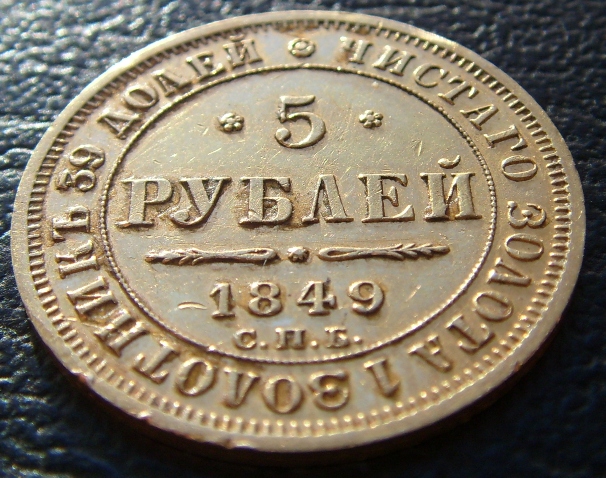 5
РУБЛЕЙ
1849
С.П.Б.
ЧИСТАГО ЗОЛОТА 1 ЗОЛОТНИКЪ 39 ДОЛЕЙ